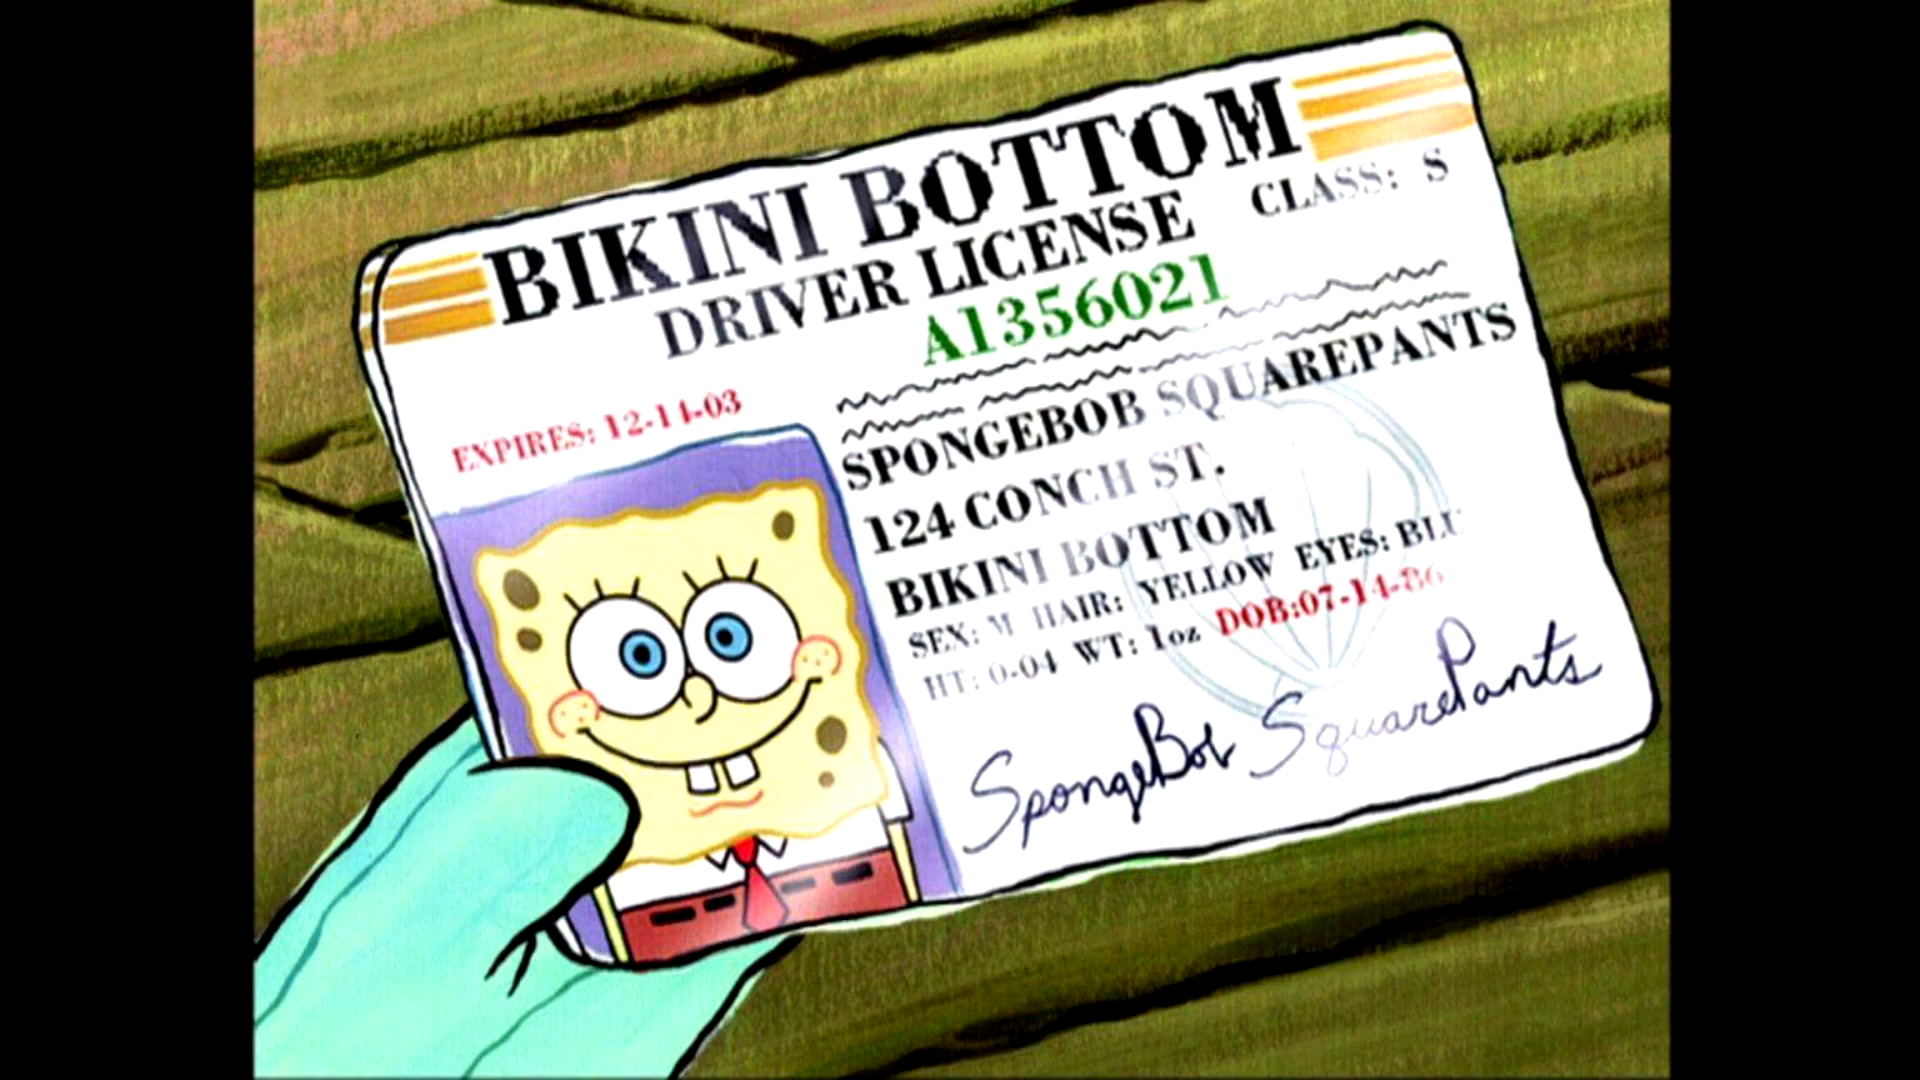 BIKINI BOTTOM
DRIVER LICENSE
CLASS: S
A1356021
EXPIRES: 12-14-03
SPONGEBOB SQUAREPANTS
124 CONCH ST.
BIKINI BOTTOM
SEX: M HAIR: YELLOW EYES: BLU
HT: 0-04 WT: 1oz DOB:07-14-86
SpongeBob SquarePants